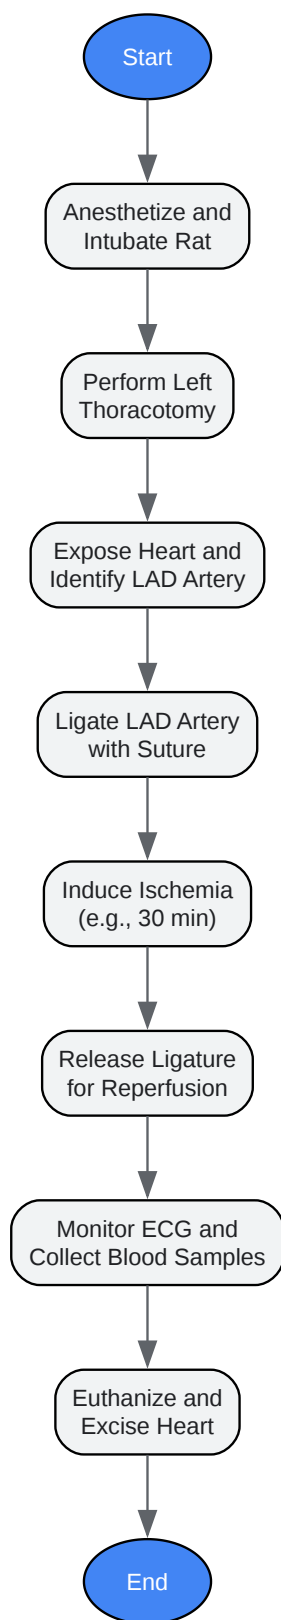 Start
Anesthetize and
Intubate Rat
Perform Left
Thoracotomy
Expose Heart and
Identify LAD Artery
Ligate LAD Artery
with Suture
Induce Ischemia
(e.g., 30 min)
Release Ligature
for Reperfusion
Monitor ECG and
Collect Blood Samples
Euthanize and
Excise Heart
End